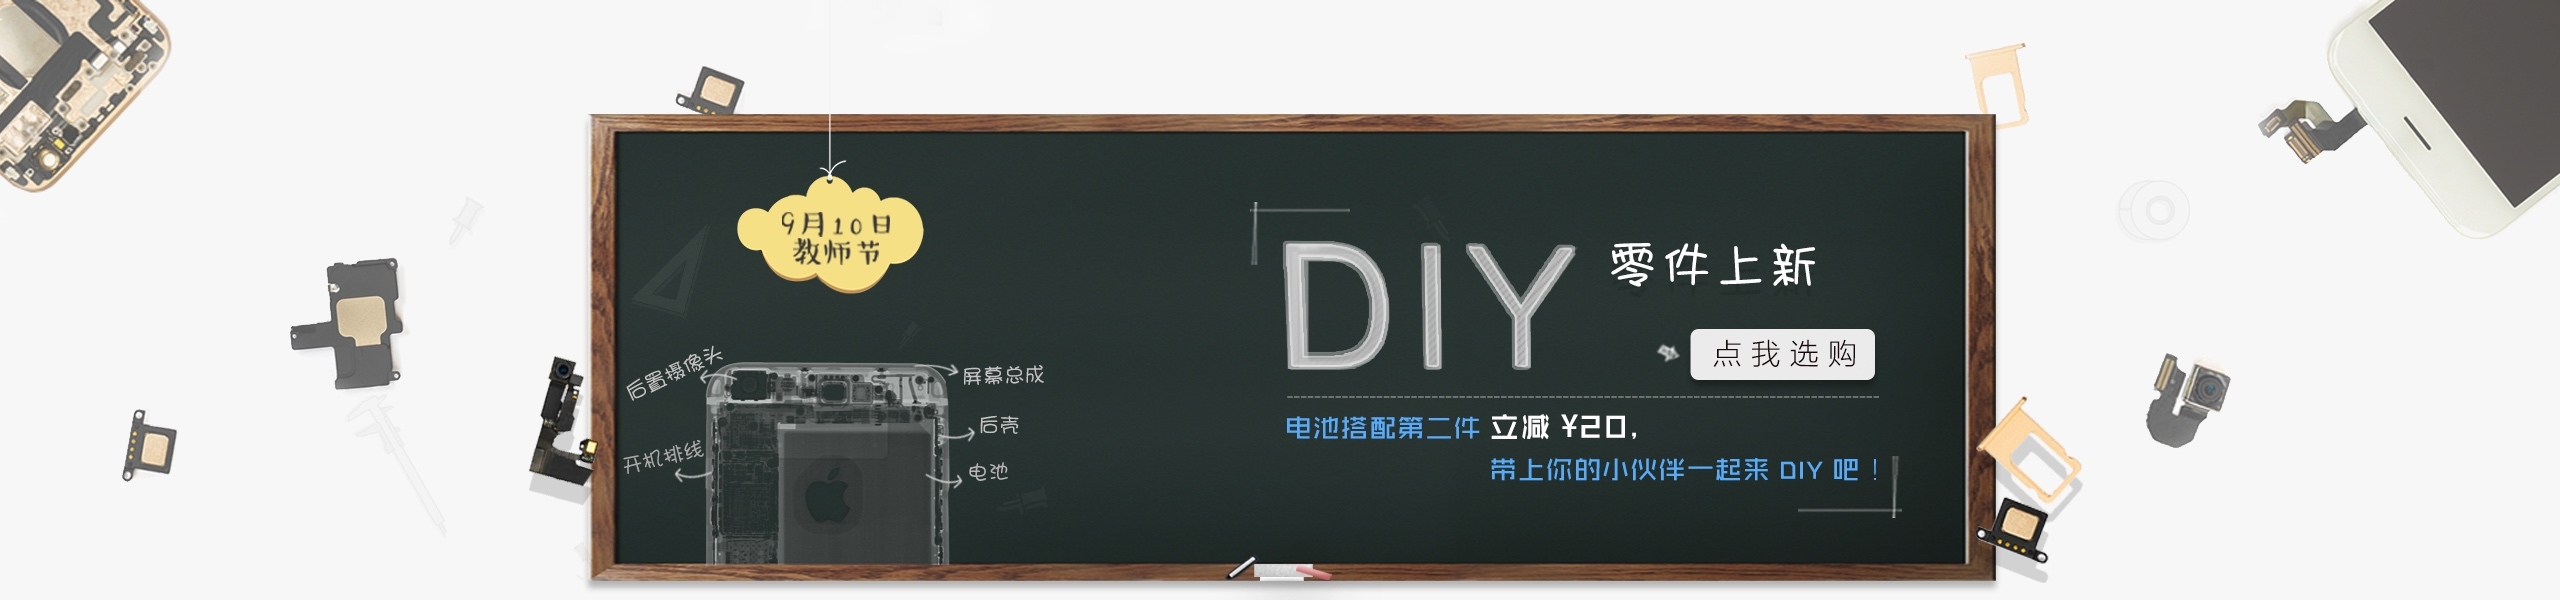 9月10日
教师节
后置摄像头
屏幕总成
后壳
开机排线
电池
DIY 零件上新
点我选购
电池搭配第二件 立减 ¥20,
带上你的小伙伴一起来 DIY 吧！